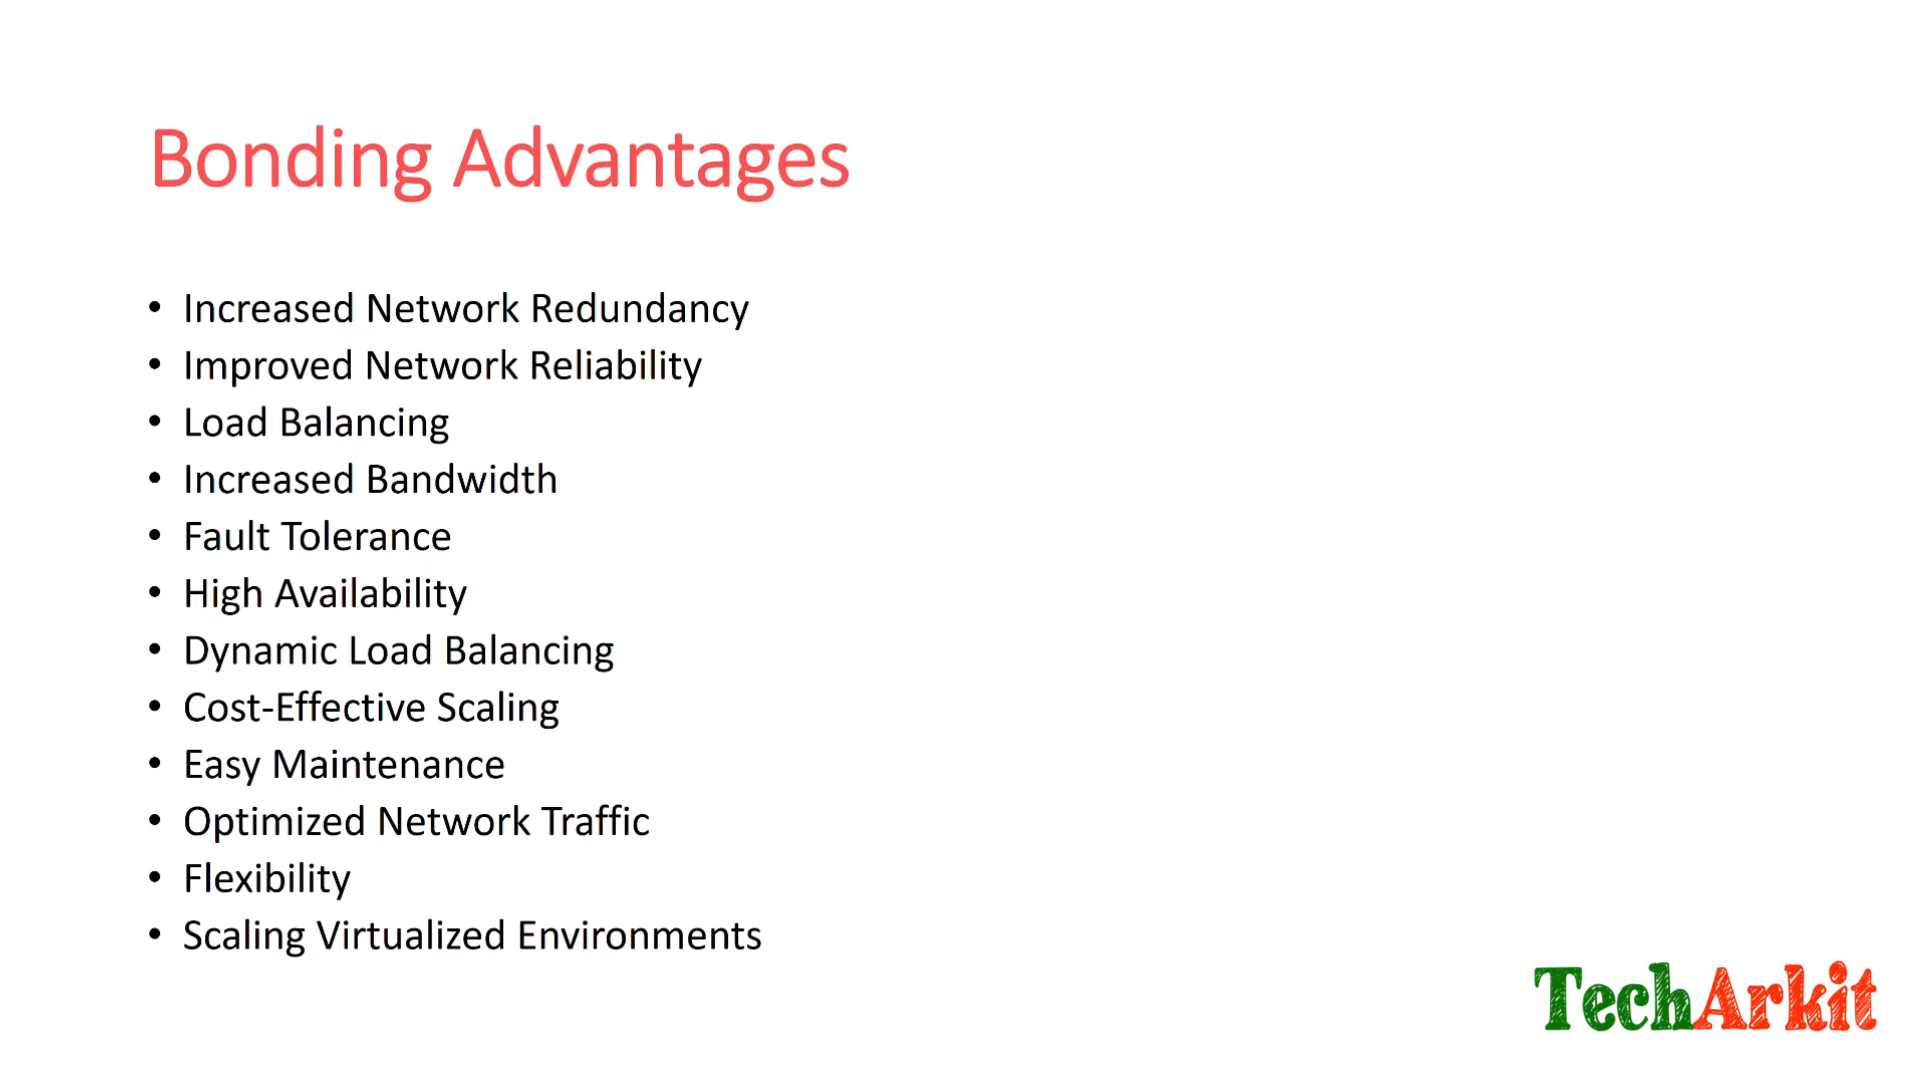 Bonding Advantages
• Increased Network Redundancy
• Improved Network Reliability
• Load Balancing
• Increased Bandwidth
• Fault Tolerance
• High Availability
• Dynamic Load Balancing
• Cost-Effective Scaling
• Easy Maintenance
• Optimized Network Traffic
• Flexibility
• Scaling Virtualized Environments
TechArkit